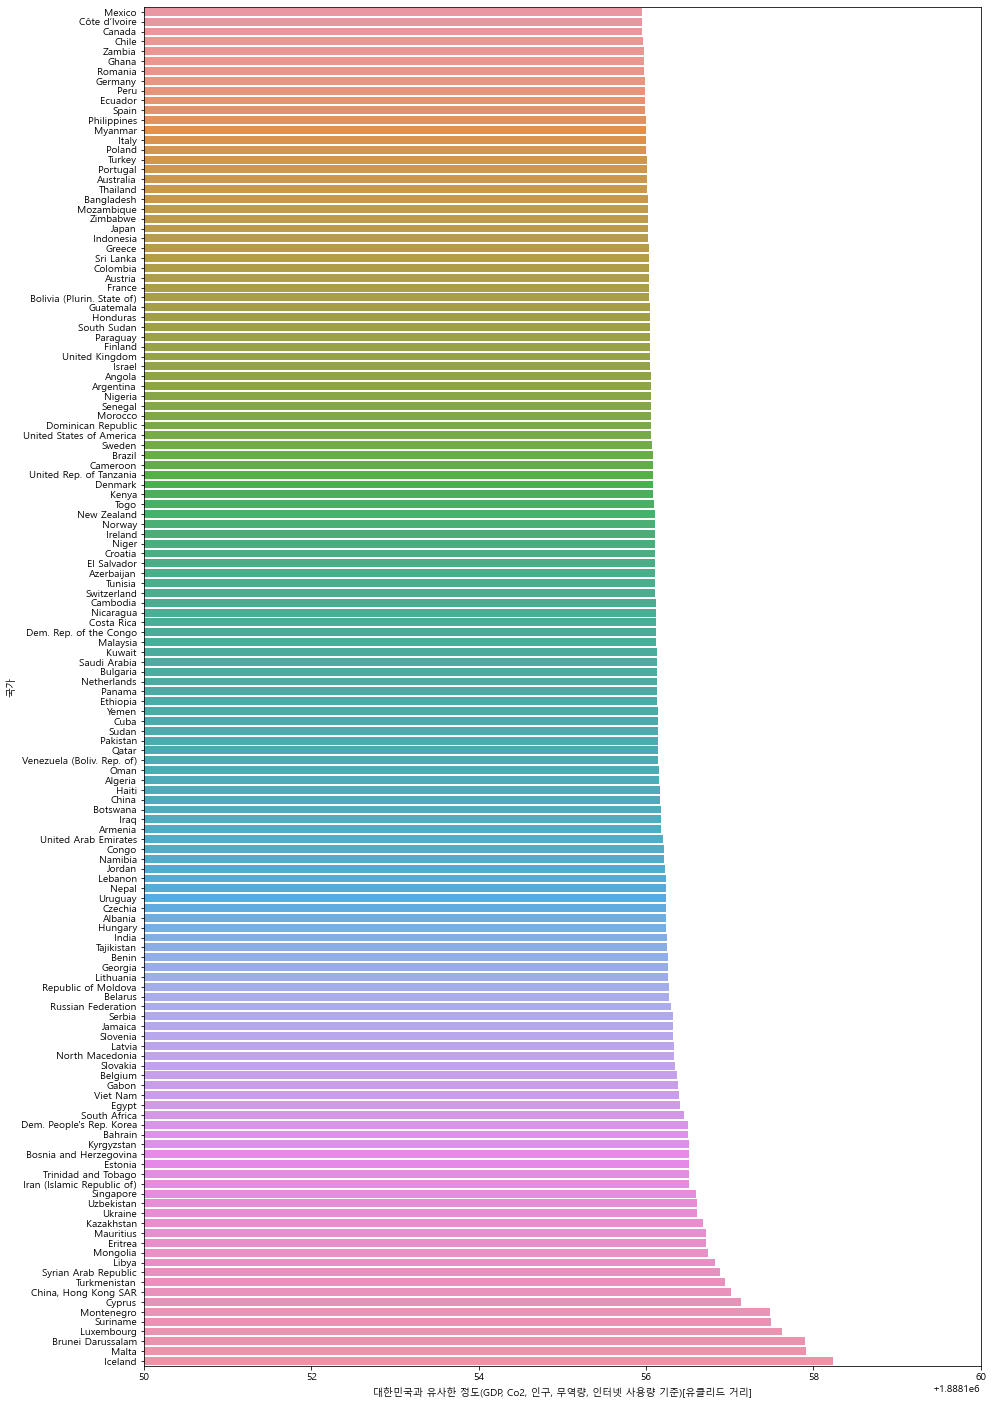 Mexico
Côte d'Ivoire
Canada
Chile
Zambia
Ghana
Romania
Germany
Peru
Ecuador
Spain
Philippines
Myanmar
Italy
Poland
Turkey
Portugal
Australia
Thailand
Bangladesh
Mozambique
Zimbabwe
Japan
Indonesia
Greece
Sri Lanka
Colombia
Austria
France
Bolivia (Plurin. State of)
Guatemala
Honduras
South Sudan
Paraguay
Finland
United Kingdom
Israel
Angola
Argentina
Nigeria
Senegal
Morocco
Dominican Republic
United States of America
Sweden
Brazil
Cameroon
United Rep. of Tanzania
Denmark
Kenya
Togo
New Zealand
Norway
Ireland
Niger
Croatia
El Salvador
Azerbaijan
Tunisia
Switzerland
Cambodia
Nicaragua
Costa Rica
Dem. Rep. of the Congo
Malaysia
Kuwait
Saudi Arabia
Bulgaria
Netherlands
Panama
Ethiopia
Yemen
Cuba
Sudan
Pakistan
Qatar
Venezuela (Boliv. Rep. of)
Oman
Algeria
Haiti
China
Botswana
Iraq
Armenia
United Arab Emirates
Congo
Namibia
Jordan
Lebanon
Nepal
Uruguay
Czechia
Albania
Hungary
India
Tajikistan
Benin
Georgia
Lithuania
Republic of Moldova
Belarus
Russian Federation
Serbia
Jamaica
Slovenia
Latvia
North Macedonia
Slovakia
Belgium
Gabon
Viet Nam
Egypt
South Africa
Dem. People's Rep. Korea
Bahrain
Kyrgyzstan
Bosnia and Herzegovina
Estonia
Trinidad and Tobago
Iran (Islamic Republic of)
Singapore
Uzbekistan
Ukraine
Kazakhstan
Mauritius
Eritrea
Mongolia
Libya
Syrian Arab Republic
Turkmenistan
China, Hong Kong SAR
Cyprus
Montenegro
Suriname
Luxembourg
Brunei Darussalam
Malta
Iceland
국가
50 52 54 56 58 60
+1.8881e6
대한민국과 유사한 정도(GDP, Co2, 인구, 무역량, 인터넷 사용량 기준)[유클리드 거리]